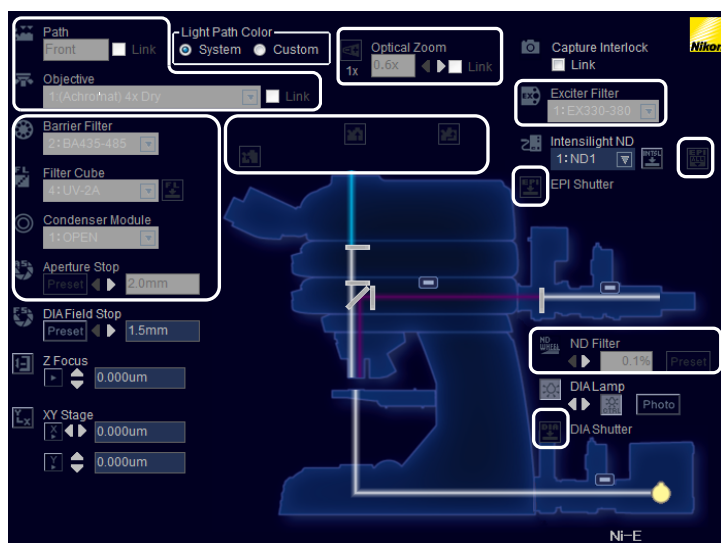 Path
Front
Link
Light Path Color
System
Custom
Optical Zoom
1x
0.6x
Link
Capture Interlock
Link
Nikon
Objective
1:(Achromat) 4x Dry
Link
Exciter Filter
1:EX330-380
Barrier Filter
2:BA435-485
Intensilight ND
1:ND1
EPI Shutter
Filter Cube
4:UV-2A
Condenser Module
1:OPEN
Aperture Stop
Preset
2.0mm
DIA Field Stop
Preset
1.5mm
ND Filter
0.1%
Preset
Z Focus
0.000um
DIA Lamp
Photo
XY Stage
X
0.000um
DIA Shutter
Y
0.000um
Ni-E